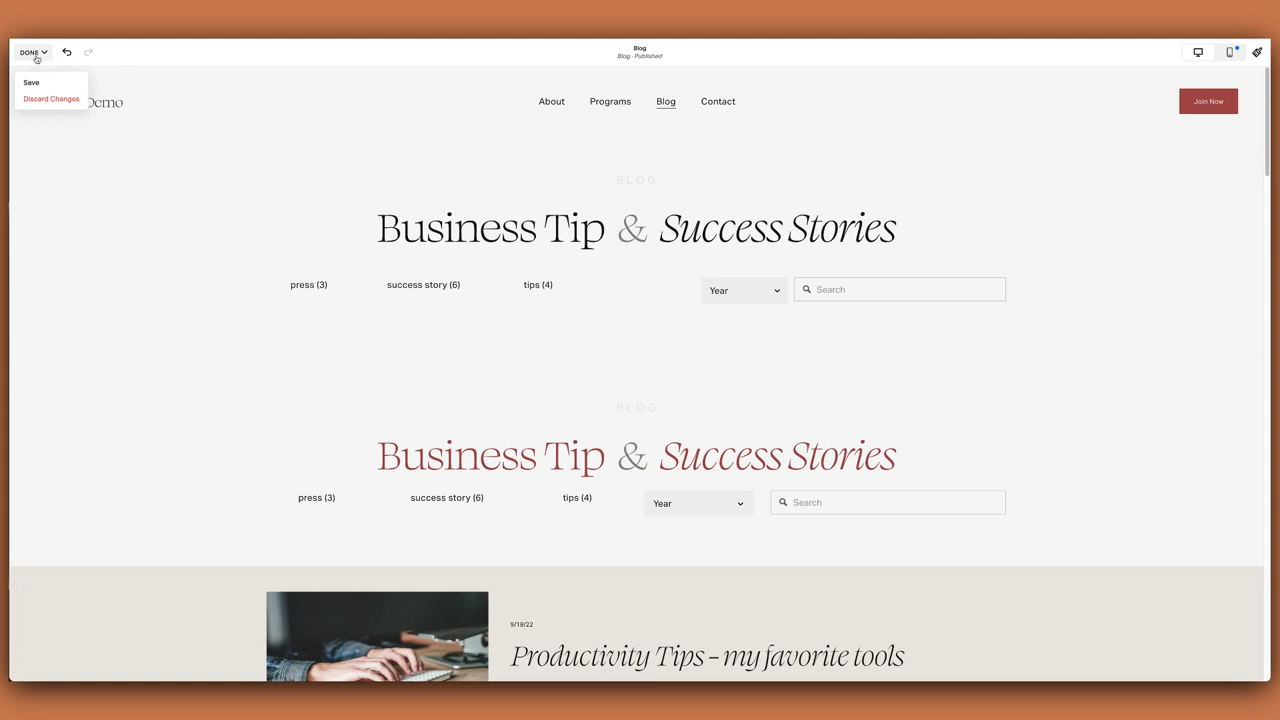 DONE
Blog
Blog · Published
Save
Discard Changes
Demo
About
Programs
Blog
Contact
Join Now
BLOG
Business Tip & Success Stories
press (3)
success story (6)
tips (4)
Year
Search
BLOG
Business Tip & Success Stories
press (3)
success story (6)
tips (4)
Year
Search
9/18/22
Productivity Tips – my favorite tools